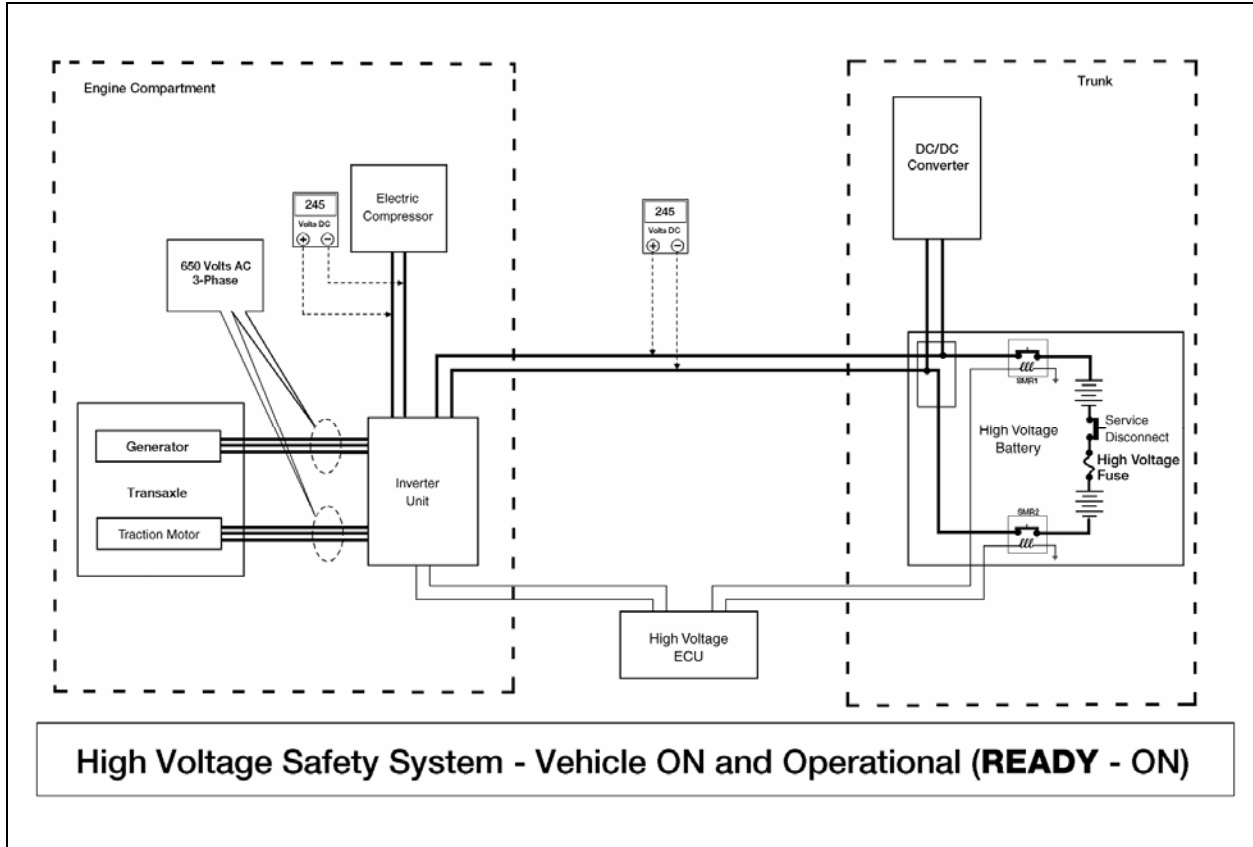 Engine Compartment
Trunk
DC/DC
Converter
Electric
Compressor
245
Volts DC
+ −
245
Volts DC
+ −
650 Volts AC
3-Phase
SMR1
Generator
Transaxle
Traction Motor
Inverter
Unit
High Voltage
Battery
Service
Disconnect
High Voltage
Fuse
SMR2
High Voltage
ECU
High Voltage Safety System - Vehicle ON and Operational (READY - ON)